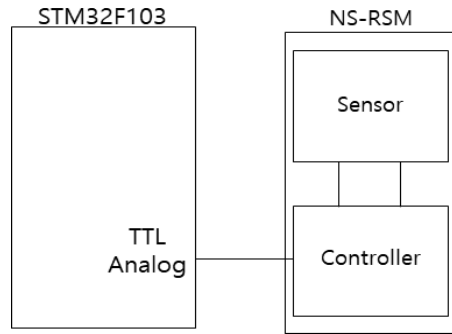 STM32F103
NS-RSM
Sensor
TTL
Analog
Controller